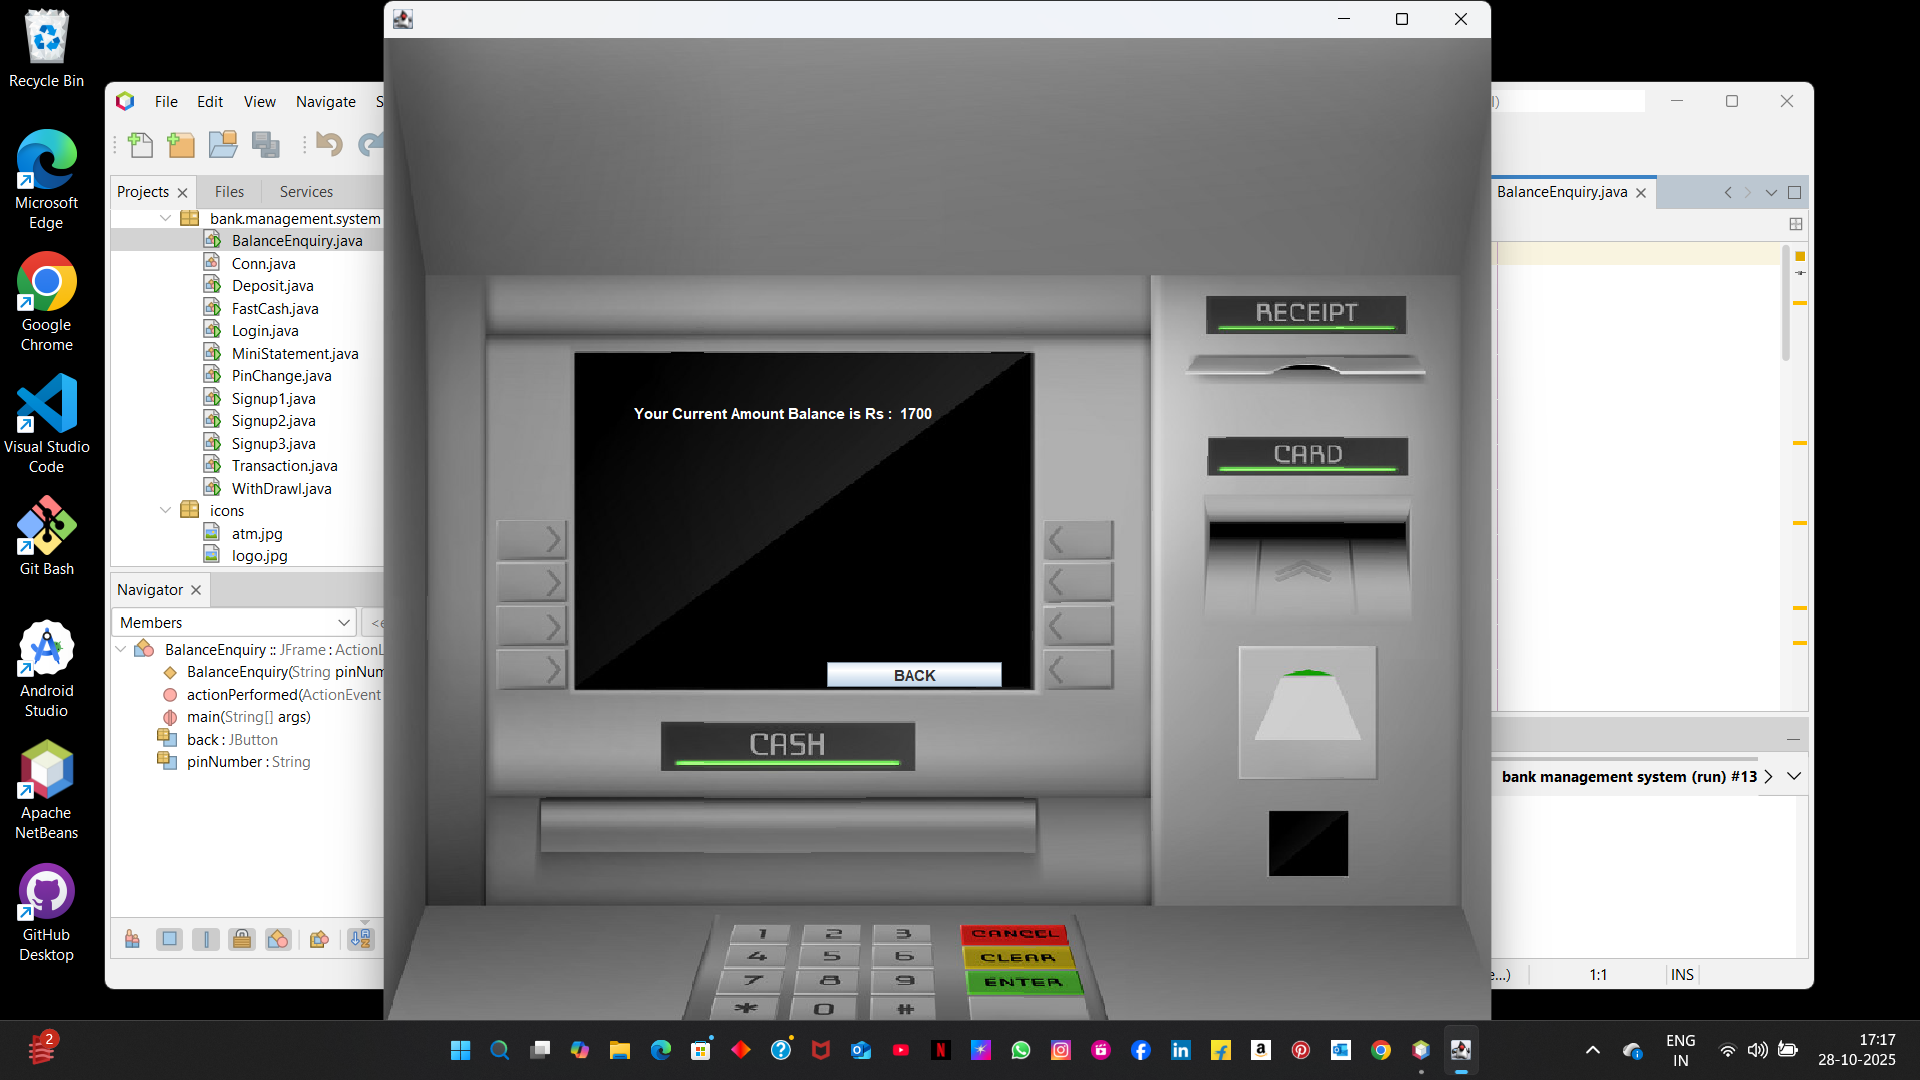 Recycle Bin
Microsoft
Edge
Google
Chrome
Visual Studio
Code
Git Bash
Android
Studio
Apache
NetBeans
GitHub
Desktop
File Edit View Navigate S
Projects Files Services
bank.management.system
BalanceEnquiry.java
Conn.java
Deposit.java
FastCash.java
Login.java
MiniStatement.java
PinChange.java
Signup1.java
Signup2.java
Signup3.java
Transaction.java
WithDrawl.java
icons
atm.jpg
logo.jpg
Navigator
Members
BalanceEnquiry :: JFrame : ActionL
BalanceEnquiry(String pinNum
actionPerformed(ActionEvent
main(String[] args)
back : JButton
pinNumber : String
Your Current Amount Balance is Rs : 1700
BACK
CASH
RECEIPT
CARD
1 2 3 CANCEL
4 5 6 CLEAR
7 8 9 ENTER
* 0 #
BalanceEnquiry.java
bank management system (run) #13
e...) 1:1 INS
2
ENG
IN
17:17
28-10-2025